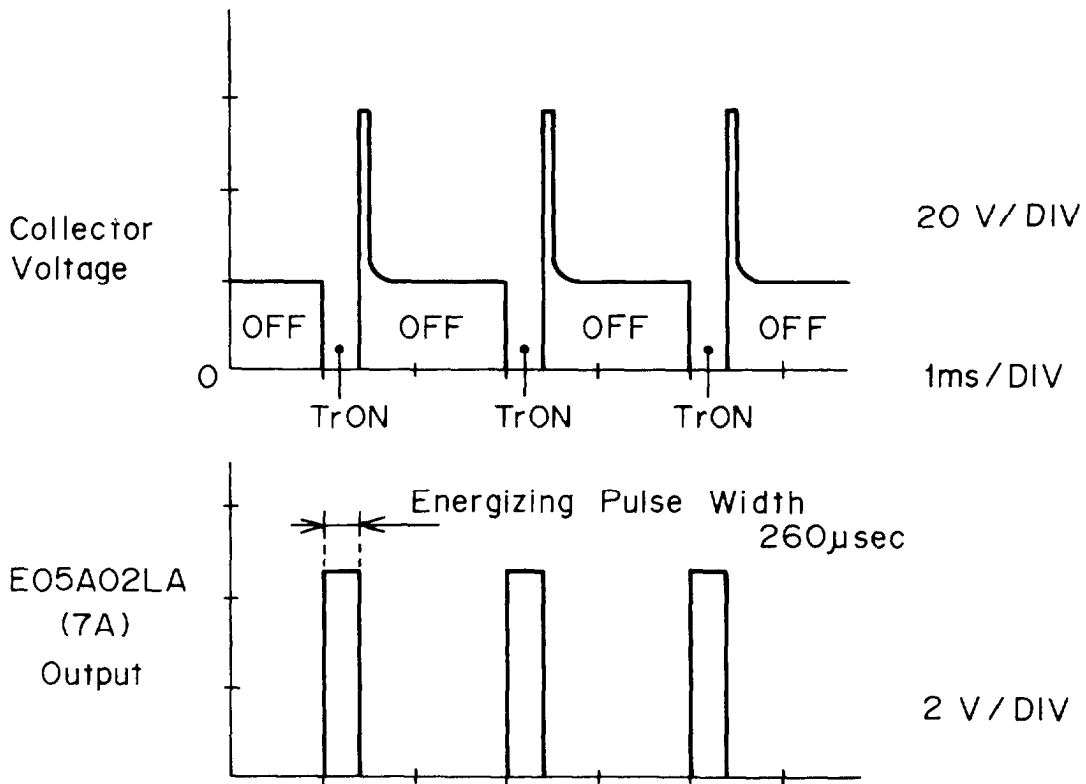 Collector
Voltage
20 V/DIV
OFF
OFF
OFF
OFF
0
1ms/DIV
TrON
TrON
TrON
Energizing Pulse Width
260μsec
E05A02LA
(7A)
Output
2 V/DIV